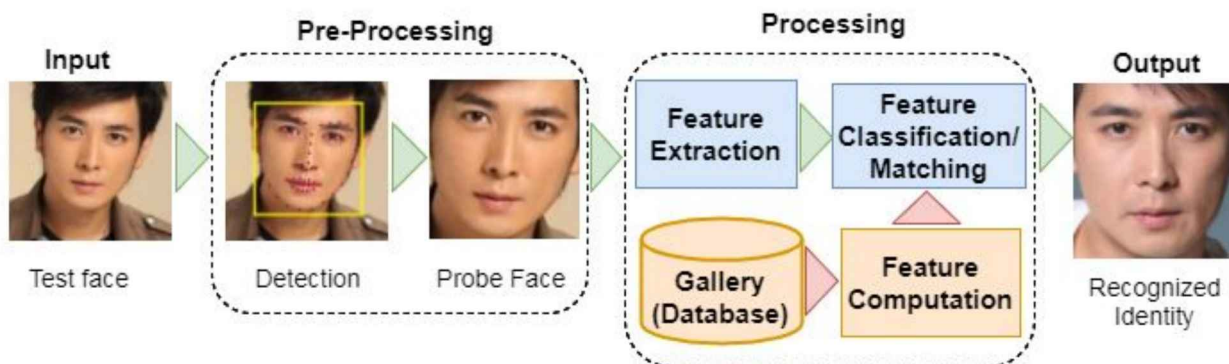 Input
Pre-Processing
Processing
Output
Test face
Detection
Probe Face
Feature
Extraction
Feature
Classification/
Matching
Gallery
(Database)
Feature
Computation
Recognized
Identity